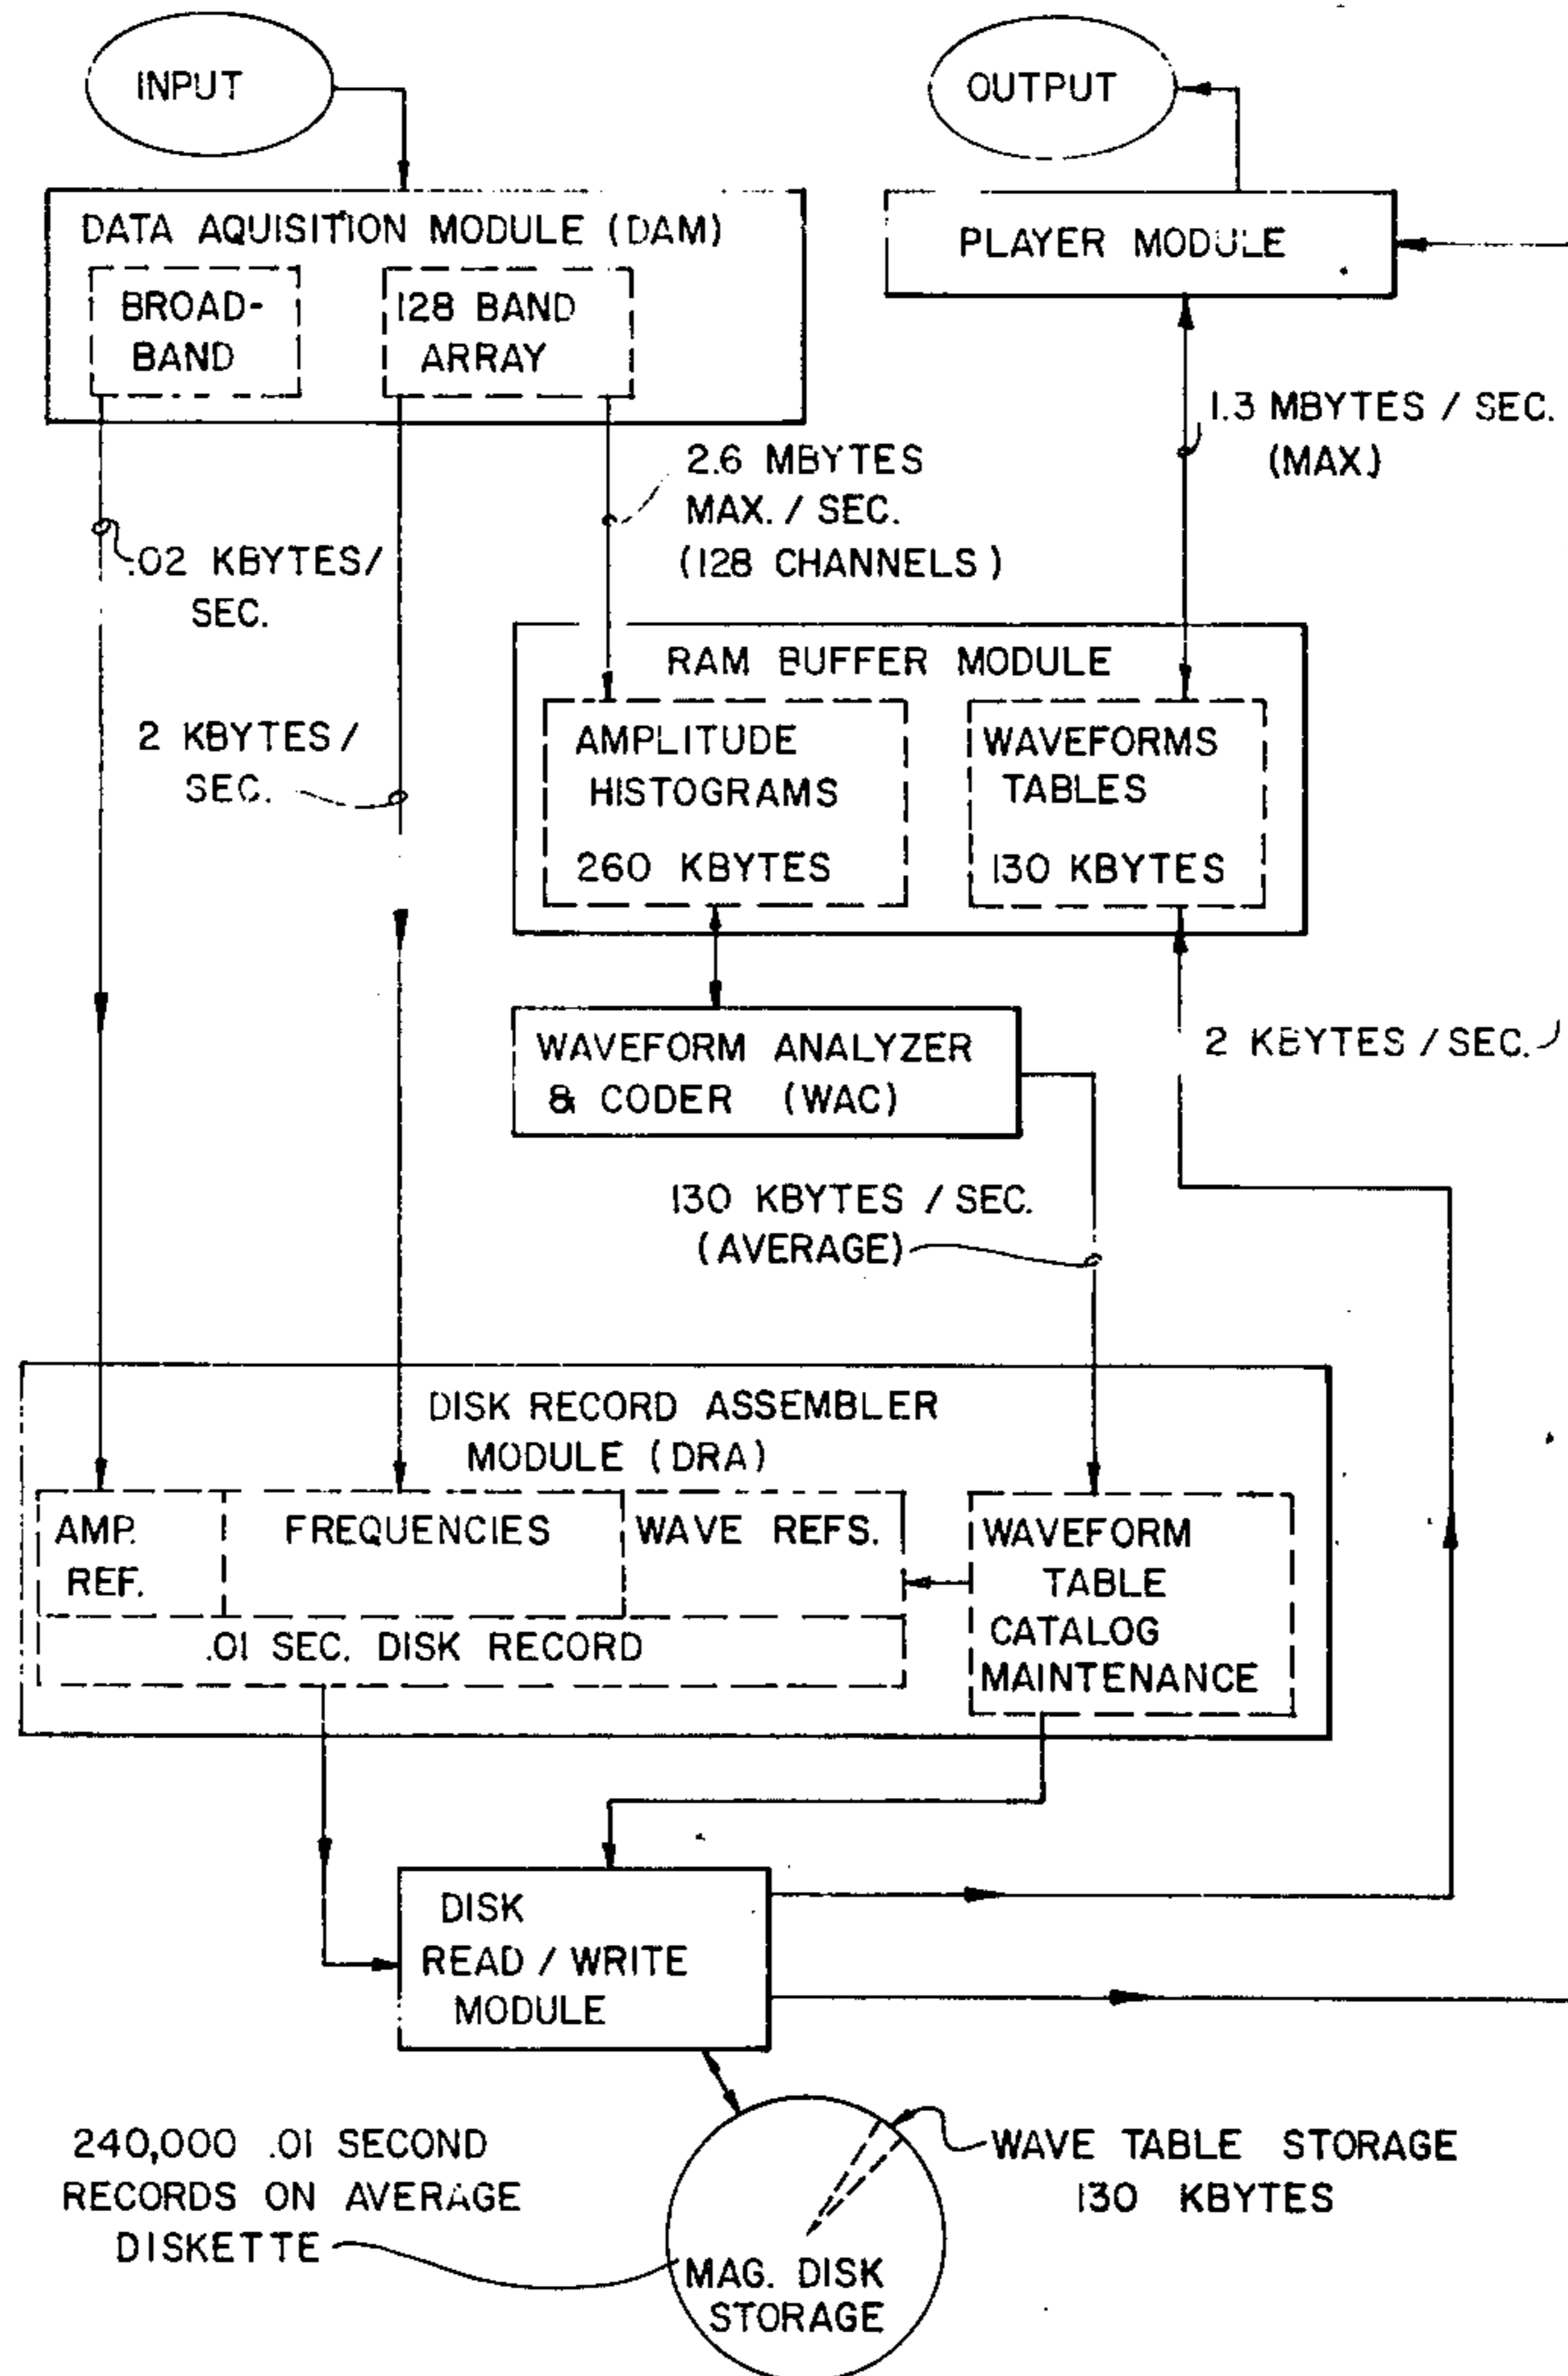 INPUT
OUTPUT
DATA AQUISITION MODULE (DAM)
BROAD-
BAND
128 BAND
ARRAY
PLAYER MODULE
1.3 MBYTES / SEC.
(MAX.)
2.6 MBYTES
MAX. / SEC.
(128 CHANNELS)
.02 KBYTES/
SEC.
2 KBYTES/
SEC.
RAM BUFFER MODULE
AMPLITUDE
HISTOGRAMS
260 KBYTES
WAVEFORMS
TABLES
130 KBYTES
WAVEFORM ANALYZER
& CODER (WAC)
2 KBYTES / SEC.
130 KBYTES / SEC.
(AVERAGE)
DISK RECORD ASSEMBLER
MODULE (DRA)
AMP.
REF.
FREQUENCIES
WAVE REFS.
.01 SEC. DISK RECORD
WAVEFORM
TABLE
CATALOG
MAINTENANCE
DISK
READ / WRITE
MODULE
240,000 .01 SECOND
RECORDS ON AVERAGE
DISKETTE
WAVE TABLE STORAGE
130 KBYTES
MAG. DISK
STORAGE